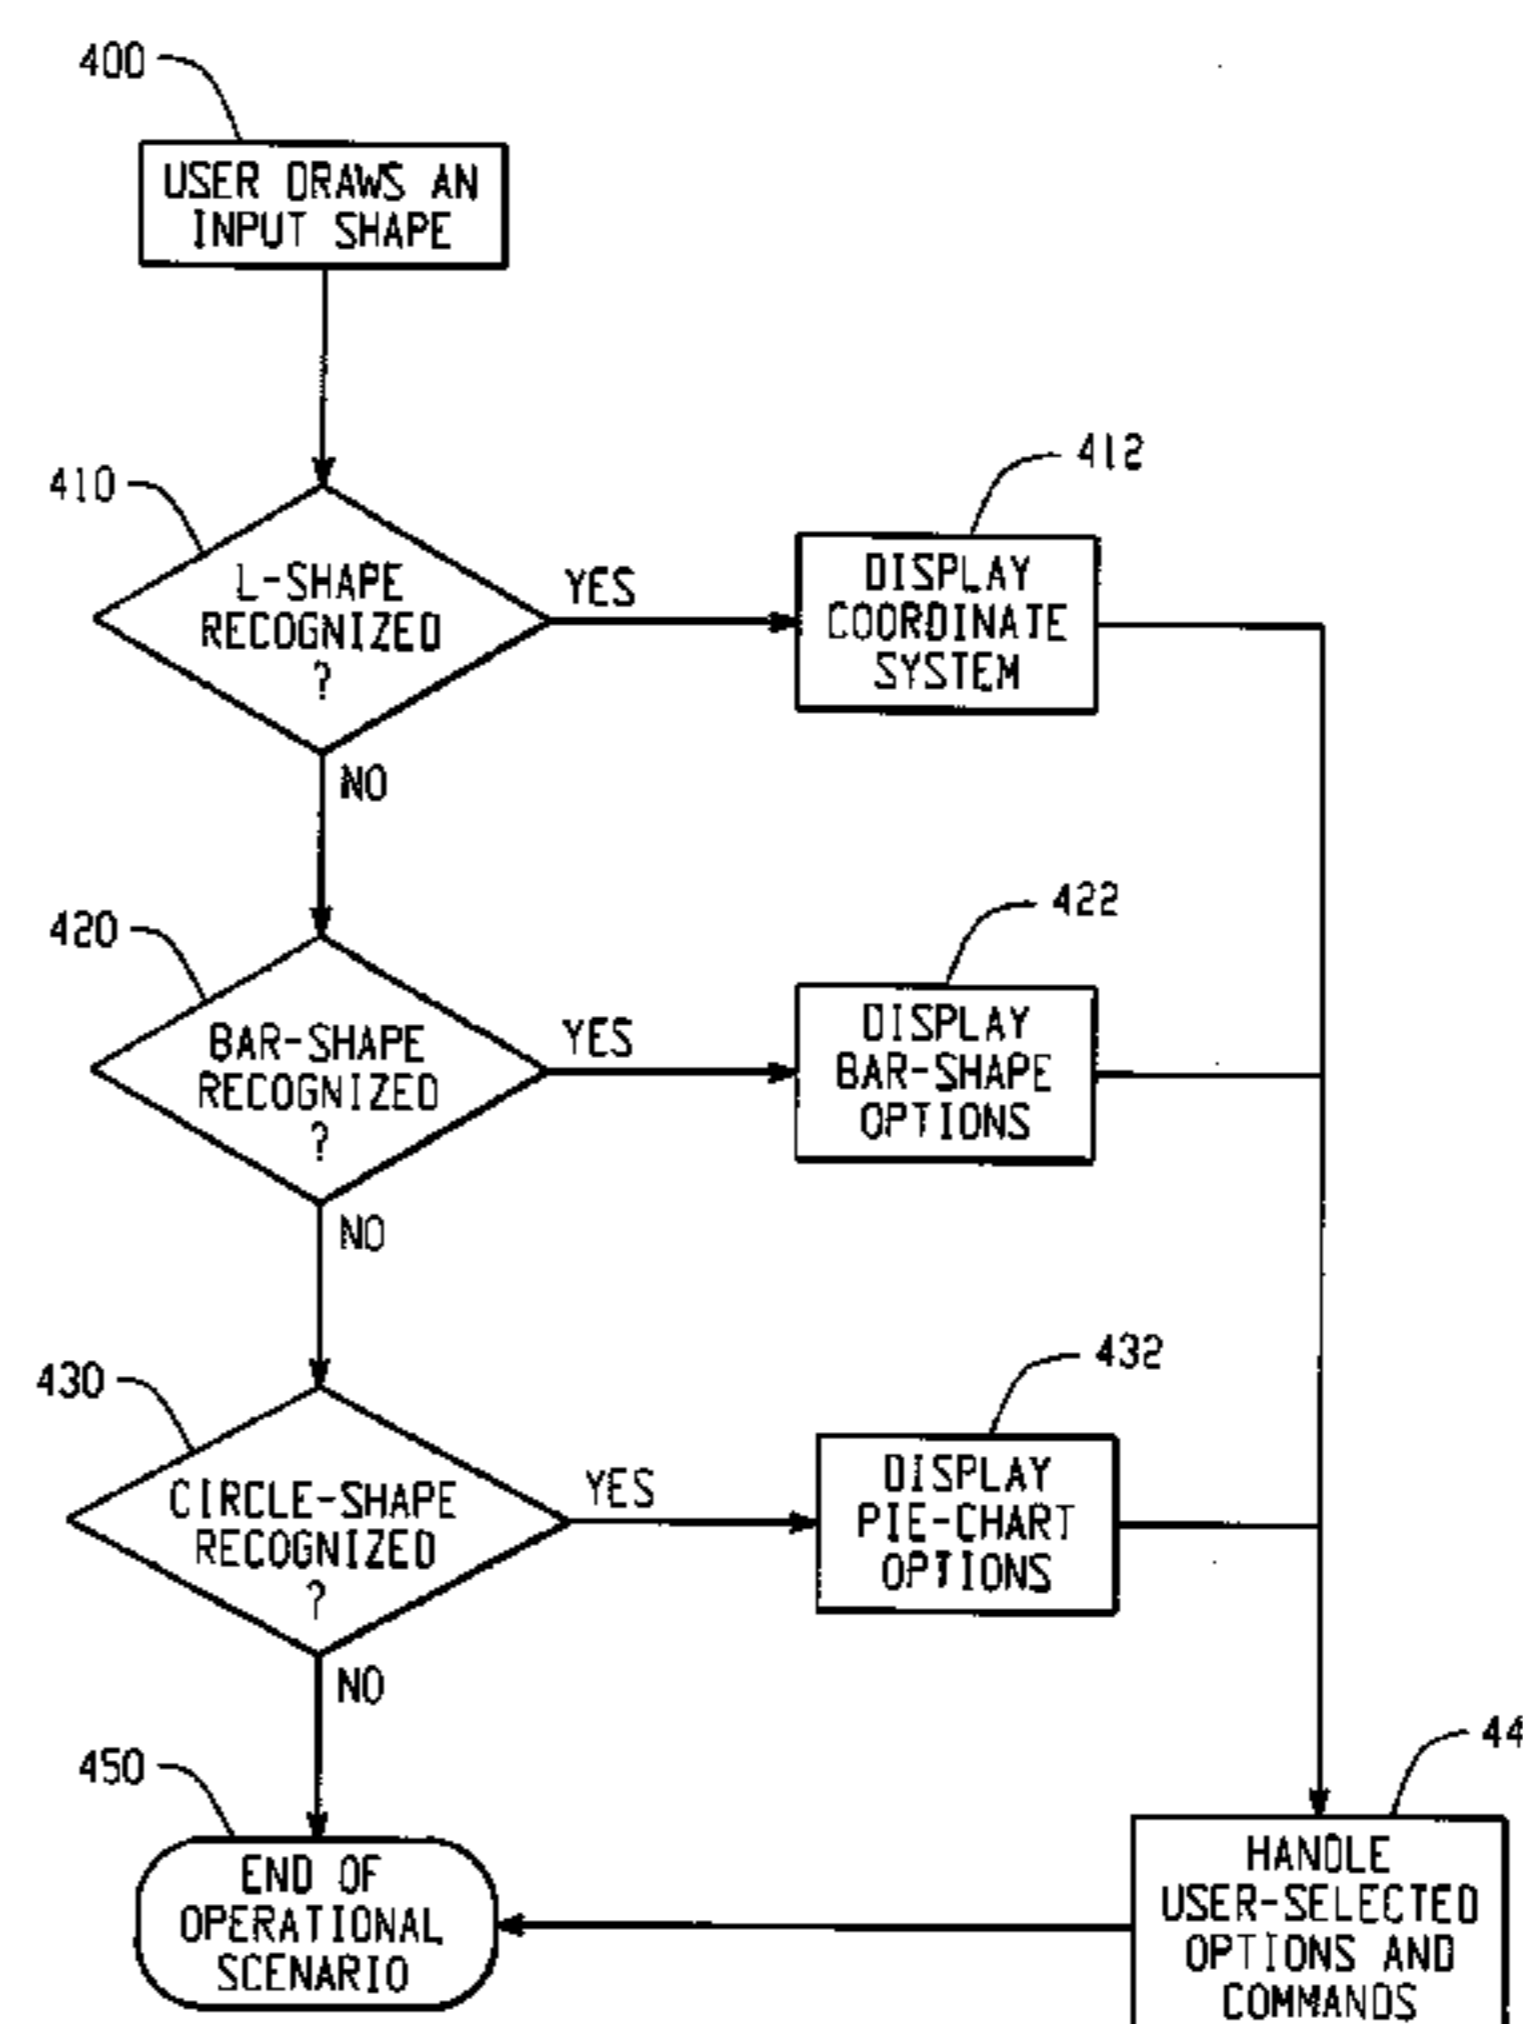 400
USER DRAWS AN
INPUT SHAPE
410
L-SHAPE
RECOGNIZED
?
YES
412
DISPLAY
COORDINATE
SYSTEM
NO
420
BAR-SHAPE
RECOGNIZED
?
YES
422
DISPLAY
BAR-SHAPE
OPTIONS
NO
430
CIRCLE-SHAPE
RECOGNIZED
?
YES
432
DISPLAY
PIE-CHART
OPTIONS
NO
450
END OF
OPERATIONAL
SCENARIO
44
HANDLE
USER-SELECTED
OPTIONS AND
COMMANDS